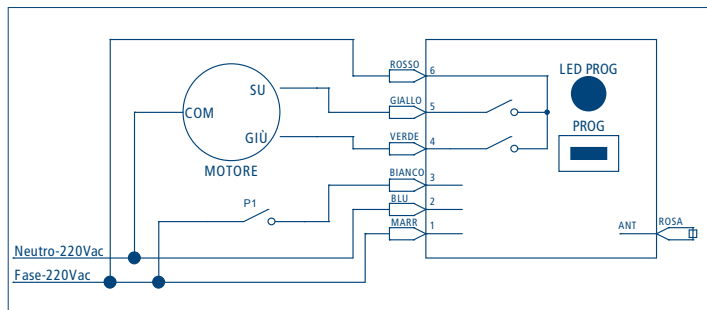 ROSSO
6
LED PROG
SU
GIALLO
5
COM
PROG
GIÙ
VERDE
4
MOTORE
BIANCO
3
P1
BLU
2
MARR
1
ANT
ROSA
Neutro-220Vac
Fase-220Vac